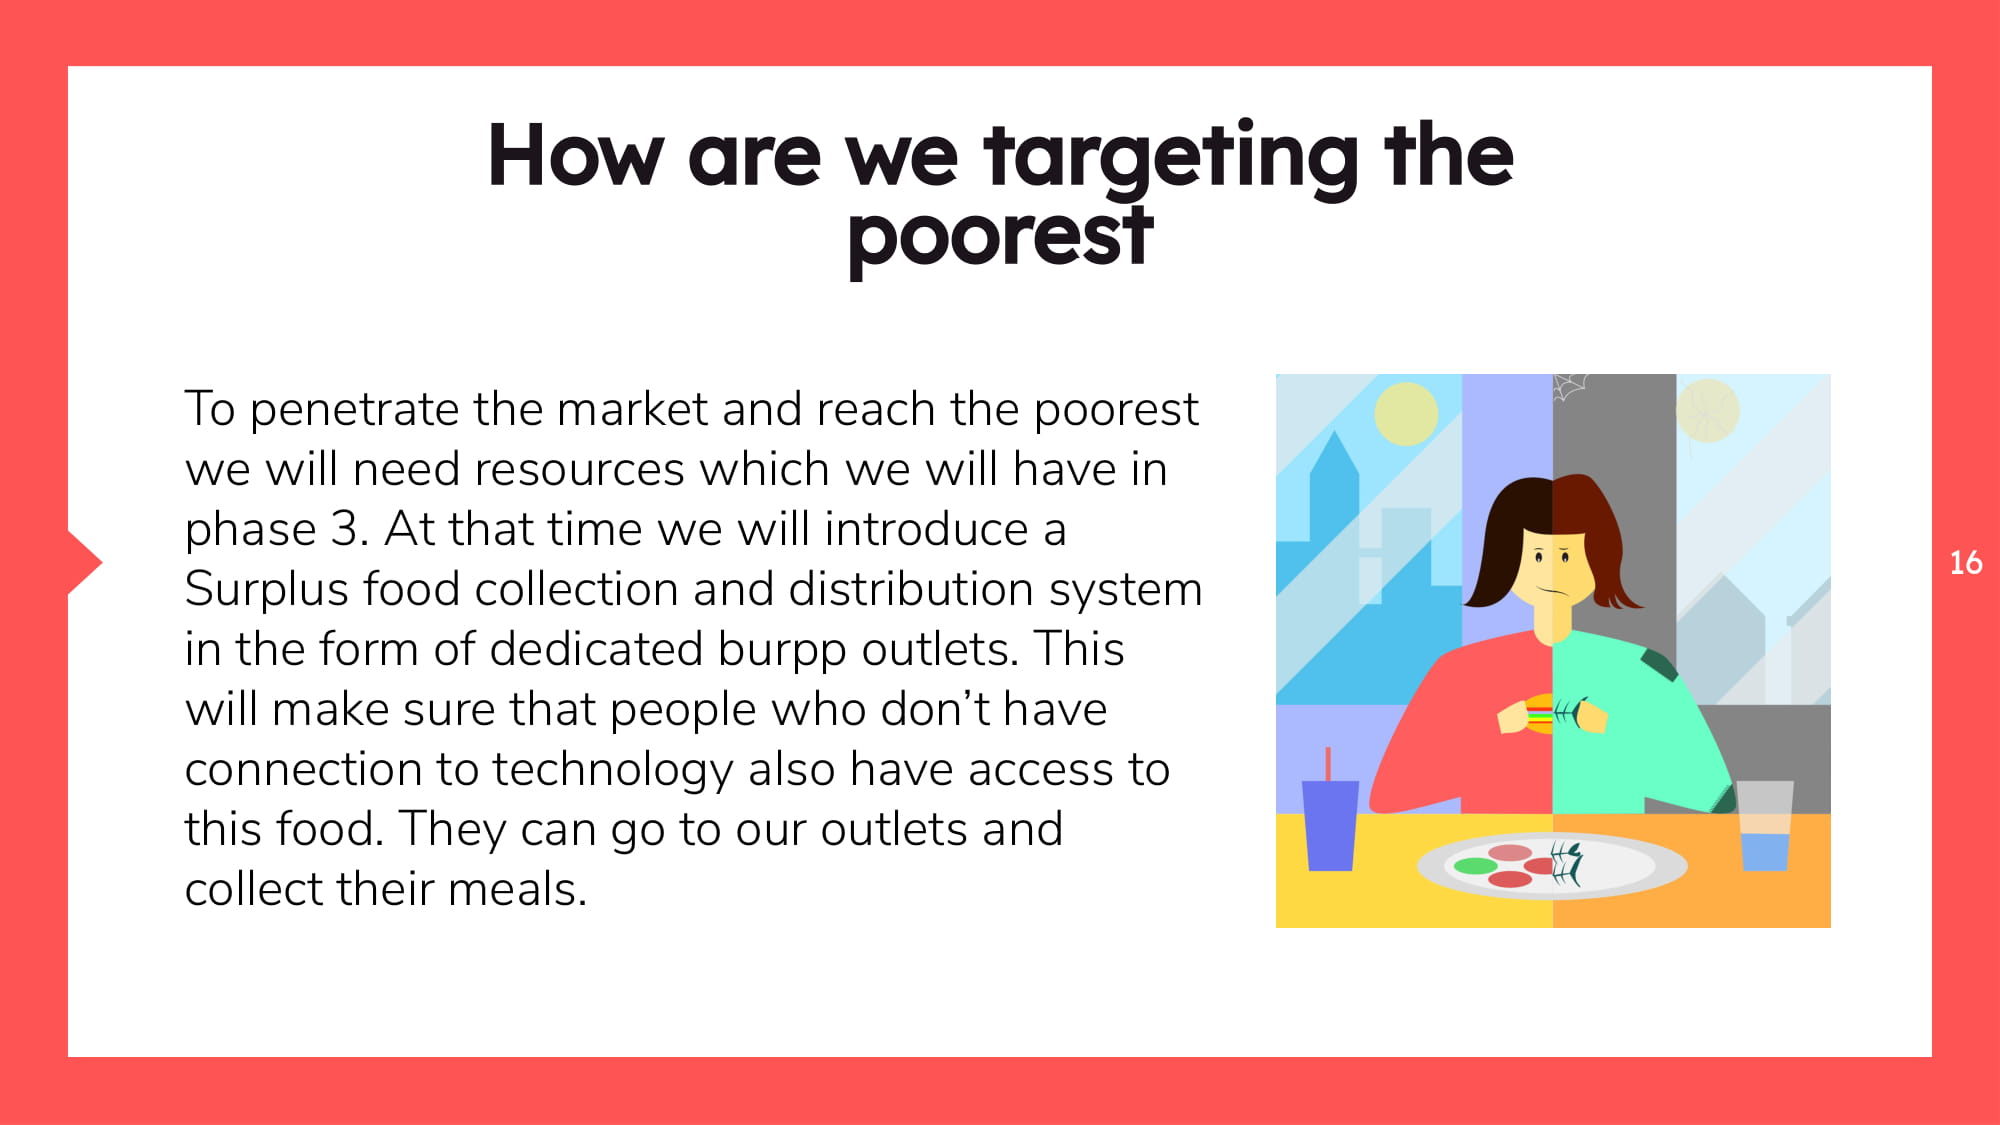 How are we targeting the
poorest
To penetrate the market and reach the poorest
we will need resources which we will have in
phase 3. At that time we will introduce a
Surplus food collection and distribution system
in the form of dedicated burpp outlets. This
will make sure that people who don’t have
connection to technology also have access to
this food. They can go to our outlets and
collect their meals.
16